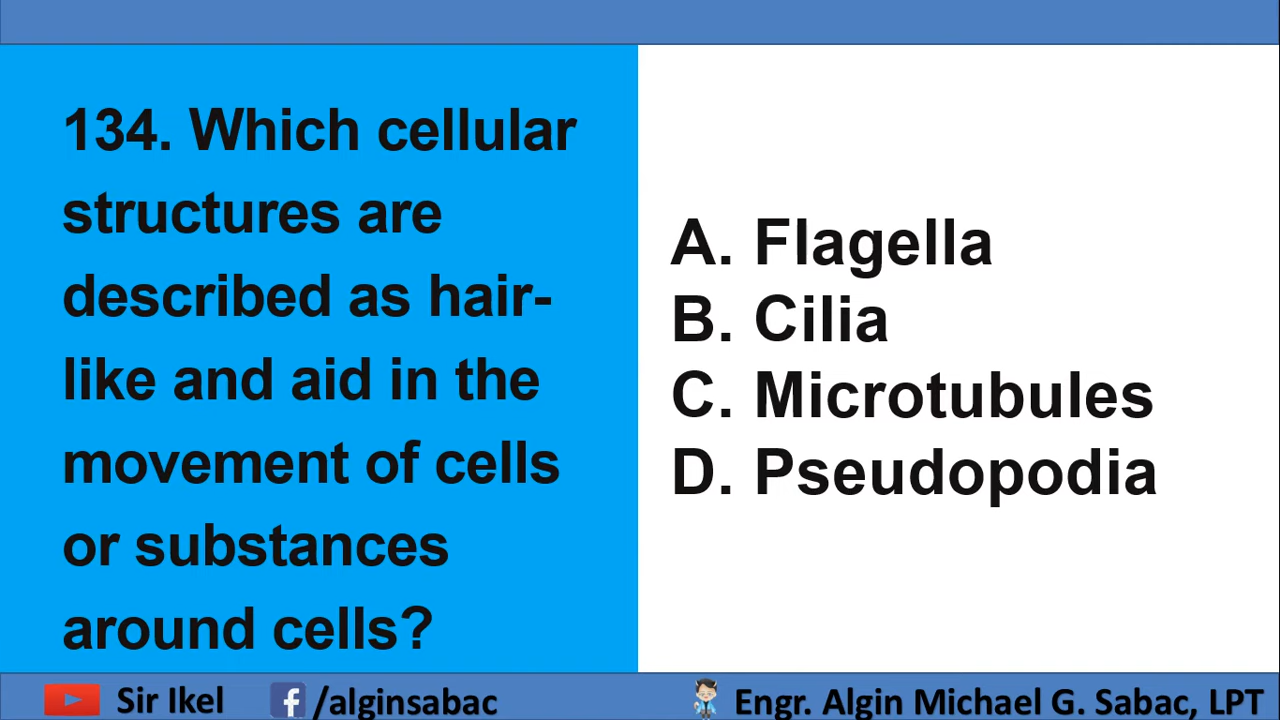 134. Which cellular
structures are
described as hair-
like and aid in the
movement of cells
or substances
around cells?
A. Flagella
B. Cilia
C. Microtubules
D. Pseudopodia
Sir Ikel
/alginsabac
Engr. Algin Michael G. Sabac, LPT